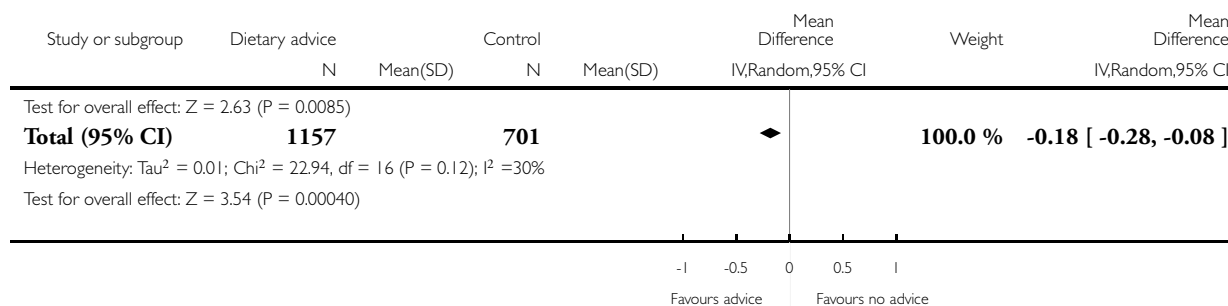 Mean Mean
Study or subgroup Dietary advice Control Difference Weight Difference
N Mean(SD) N Mean(SD) IV,Random,95% CI IV,Random,95% CI
Test for overall effect: Z = 2.63 (P = 0.0085)
Total (95% CI) 1157 701 100.0 % -0.18 [ -0.28, -0.08 ]
Heterogeneity: Tau² = 0.01; Chi² = 22.94, df = 16 (P = 0.12); I² =30%
Test for overall effect: Z = 3.54 (P = 0.00040)
-1 -0.5 0 0.5 1
Favours advice Favours no advice